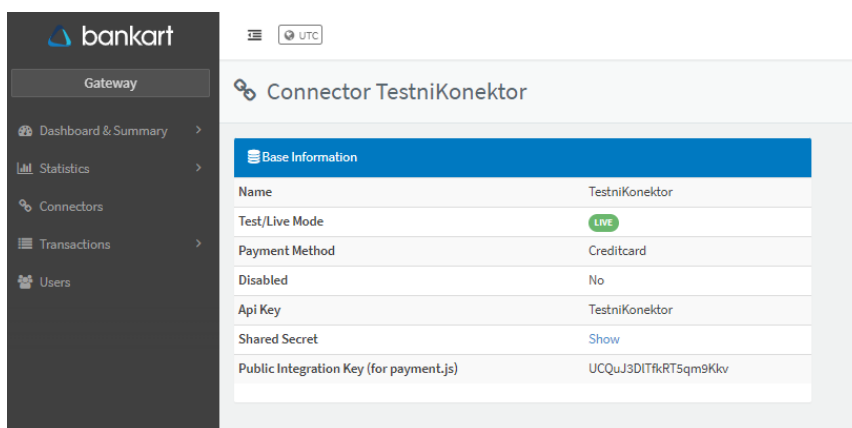 bankart
UTC
Gateway
Connector TestniKonektor
Dashboard & Summary
Statistics
Connectors
Transactions
Users
Base Information
Name TestniKonektor
Test/Live Mode LIVE
Payment Method Creditcard
Disabled No
Api Key TestniKonektor
Shared Secret Show
Public Integration Key (for payment.js) UCQuJ3DlTfkRT5qm9Kkv